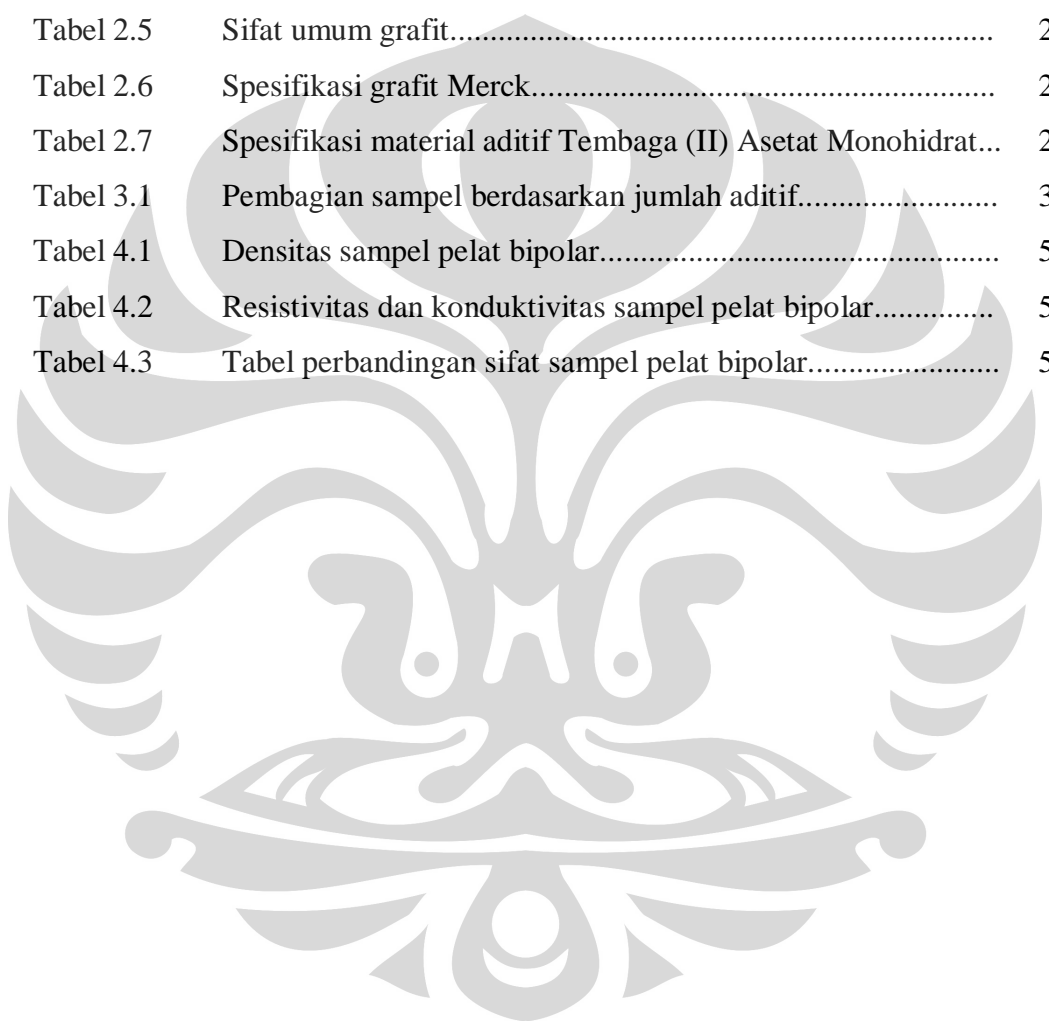 Tabel 2.5 Sifat umum grafit.................................................................... 2
Tabel 2.6 Spesifikasi grafit Merck.......................................................... 2
Tabel 2.7 Spesifikasi material aditif Tembaga (II) Asetat Monohidrat... 2
Tabel 3.1 Pembagian sampel berdasarkan jumlah aditif......................... 3
Tabel 4.1 Densitas sampel pelat bipolar.................................................. 5
Tabel 4.2 Resistivitas dan konduktivitas sampel pelat bipolar............... 5
Tabel 4.3 Tabel perbandingan sifat sampel pelat bipolar........................ 5